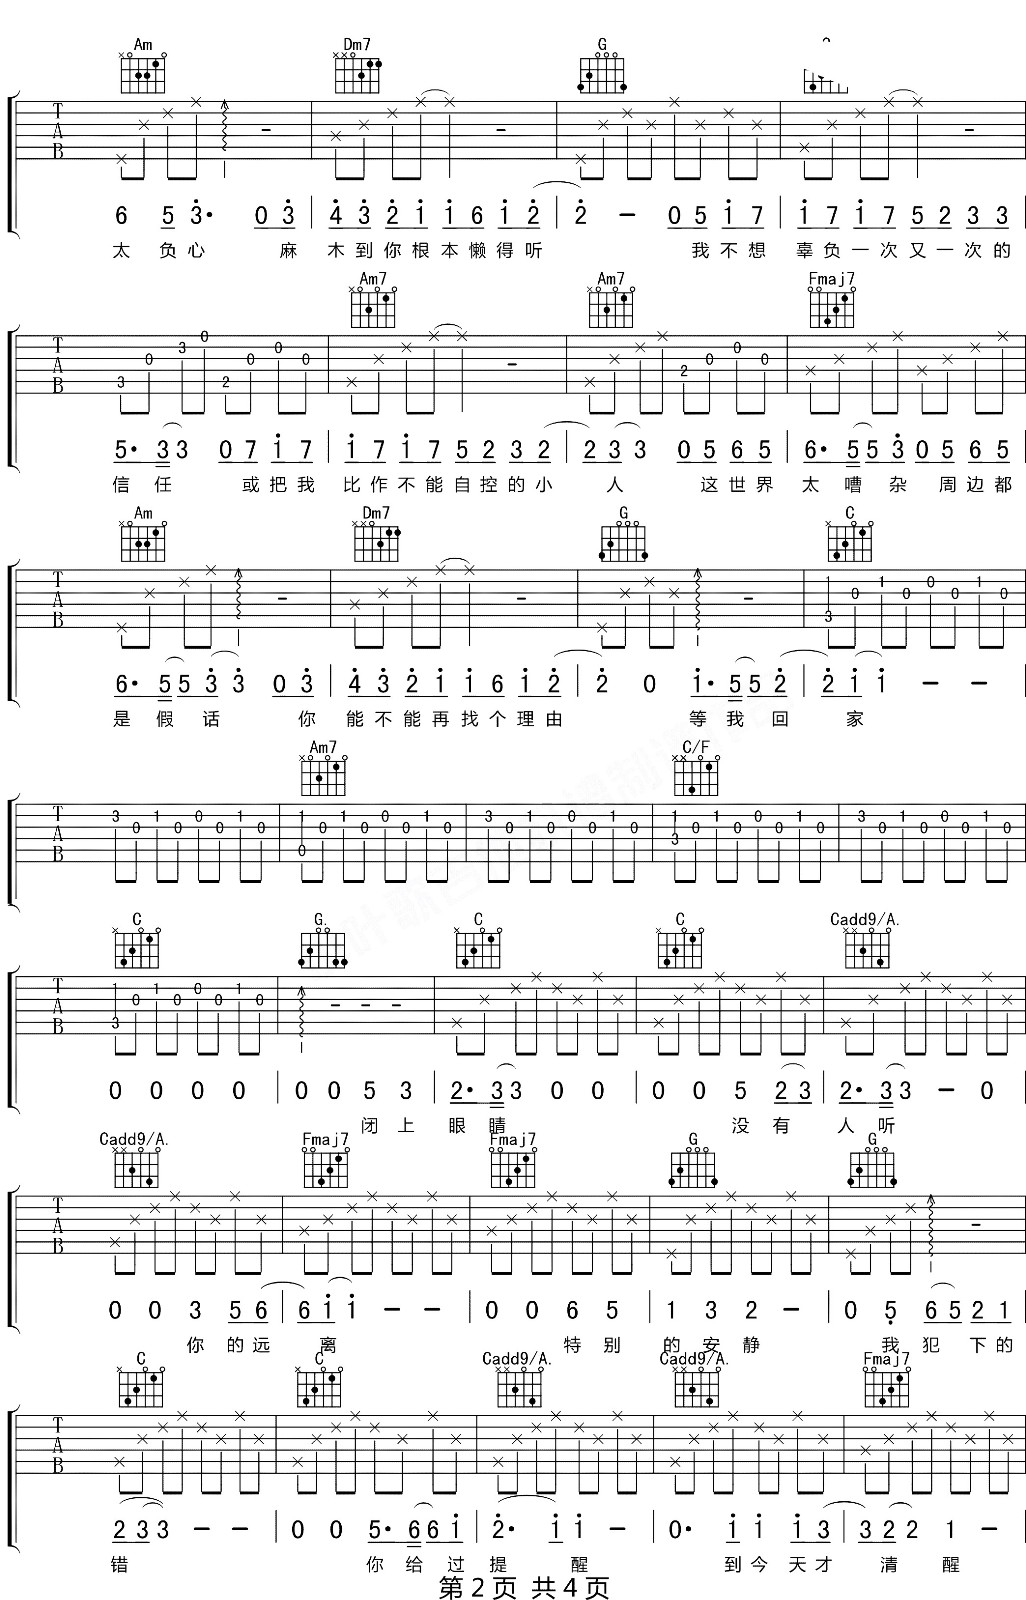 Am Dm7 G
6 5 3· 0 3 | 4 3 2 1 1 6 1 2 | 2 – 0 5 1 7 | 1 7 1 7 5 2 3 3
太 负 心 麻 木 到 你 根 本 懒 得 听 我 不 想 辜 负 一 次 又 一 次 的
Am7 Am7 Fmaj7
3 0 3 0 2 0 0 0 2 0 0 0
5· 3 3 0 7 1 7 | 1 7 1 7 5 2 3 2 | 2 3 3 0 5 6 5 | 6· 5 5 3 0 5 6 5
信 任 或 把 我 比 作 不 能 自 控 的 小 人 这 世 界 太 嘈 杂 周 边 都
Am Dm7 G C
1 3 0 1 0 0 0 1 0
6· 5 5 3 3 0 3 | 4 3 2 1 1 6 1 2 | 2 0 1· 5 5 2 | 2 1 1 – –
是 假 话 你 能 不 能 再 找 个 理 由 等 我 回 家
Am7 C/F
3 0 1 0 0 0 1 0 1 0 0 1 0 0 0 1 0 3 0 1 0 0 0 1 0 1 3 0 1 0 0 0 1 0 3 0 1 0 0 0 1 0
C G. C C Cadd9/A.
1 3 0 1 0 0 0 1 0
0 0 0 0 | 0 0 5 3 | 2· 3 3 0 0 | 0 0 5 2 3 | 2· 3 3 – 0
闭 上 眼 睛 没 有 人 听
Cadd9/A. Fmaj7 Fmaj7 G G
0 0 3 5 6 | 6 1 1 – – | 0 0 6 5 | 1 3 2 – | 0 5 6 5 2 1
你 的 远 离 特 别 的 安 静 我 犯 下 的
C C Cadd9/A. Cadd9/A. Fmaj7
2 3 3 – – | 0 0 5· 6 6 1 | 2· 1 1 – | 0· 1 1 1 3 | 3 2 2 1 –
错 你 给 过 提 醒 到 今 天 才 清 醒
第 2 页 共 4 页